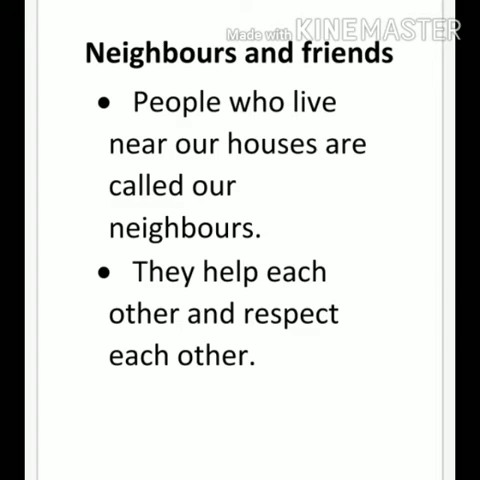 Made with KINEMASTER
Neighbours and friends
• People who live
near our houses are
called our
neighbours.
• They help each
other and respect
each other.